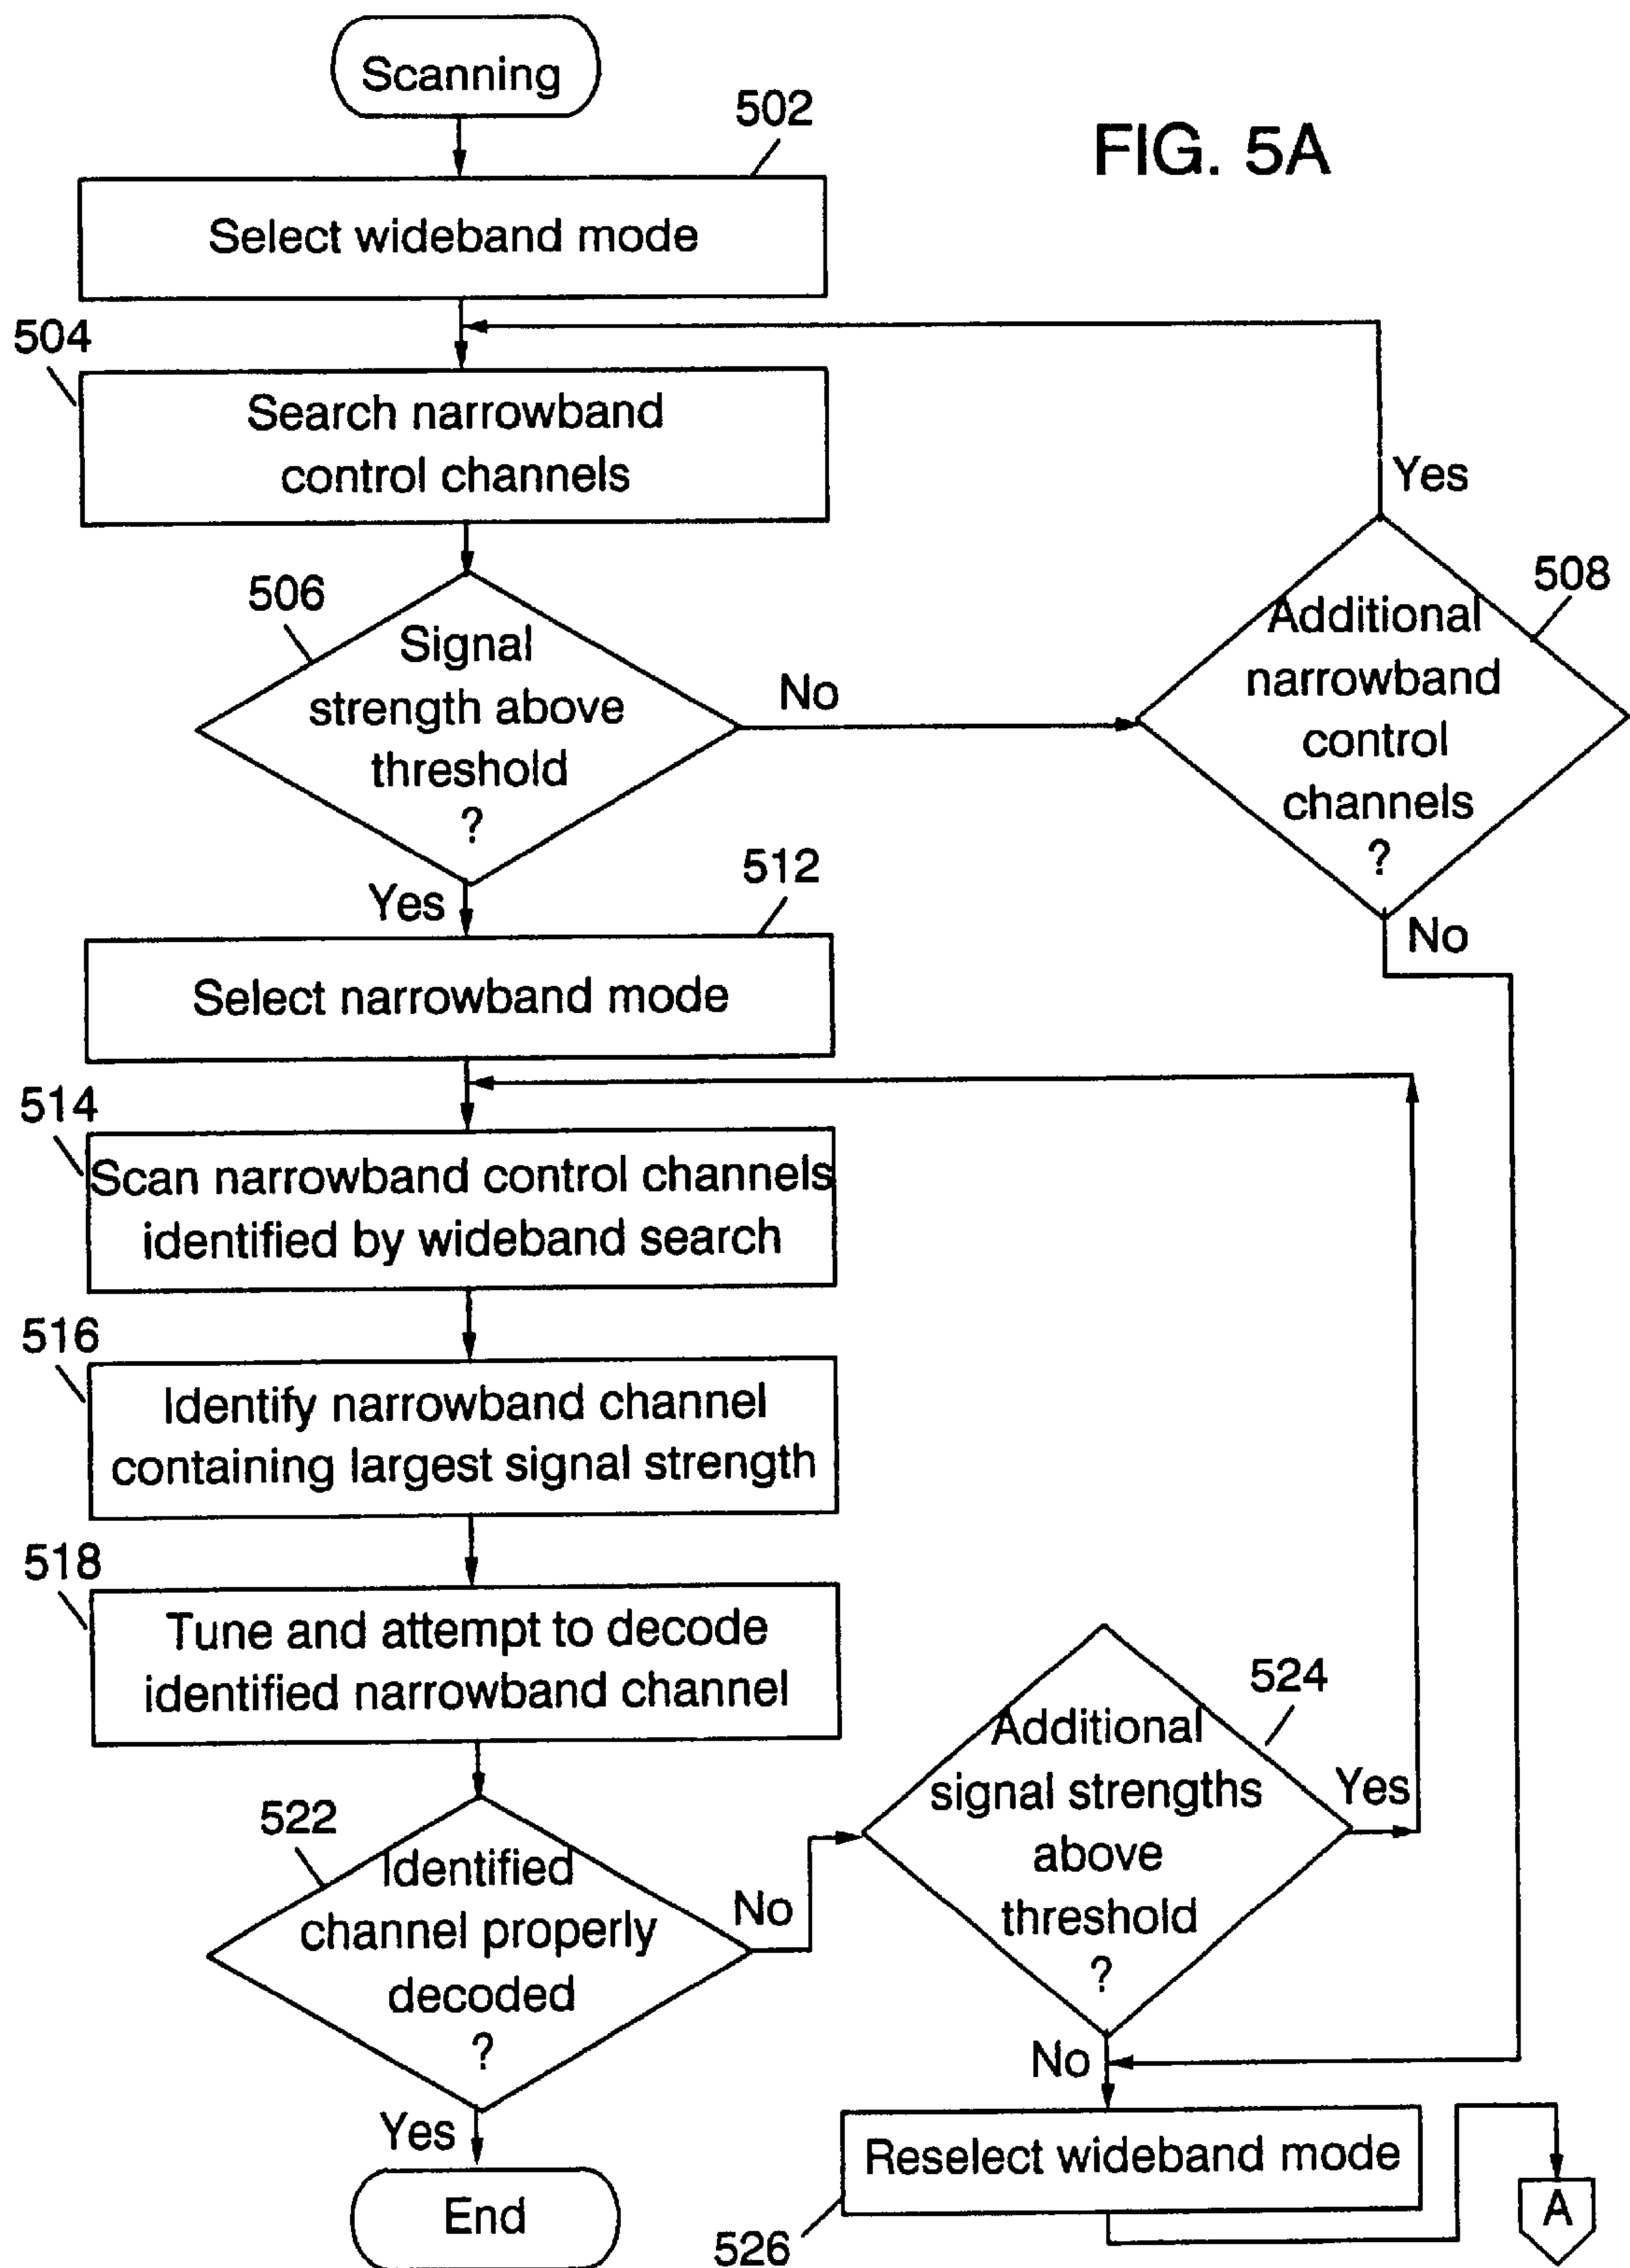 Scanning
FIG. 5A
502
Select wideband mode
504
Search narrowband
control channels
Yes
506
Signal
strength above
threshold
?
No
508
Additional
narrowband
control
channels
?
Yes
No
512
Select narrowband mode
514
Scan narrowband control channels
identified by wideband search
516
Identify narrowband channel
containing largest signal strength
518
Tune and attempt to decode
identified narrowband channel
522
Identified
channel properly
decoded
?
No
524
Additional
signal strengths
above
threshold
?
Yes
No
Yes
End
Reselect wideband mode
526
A